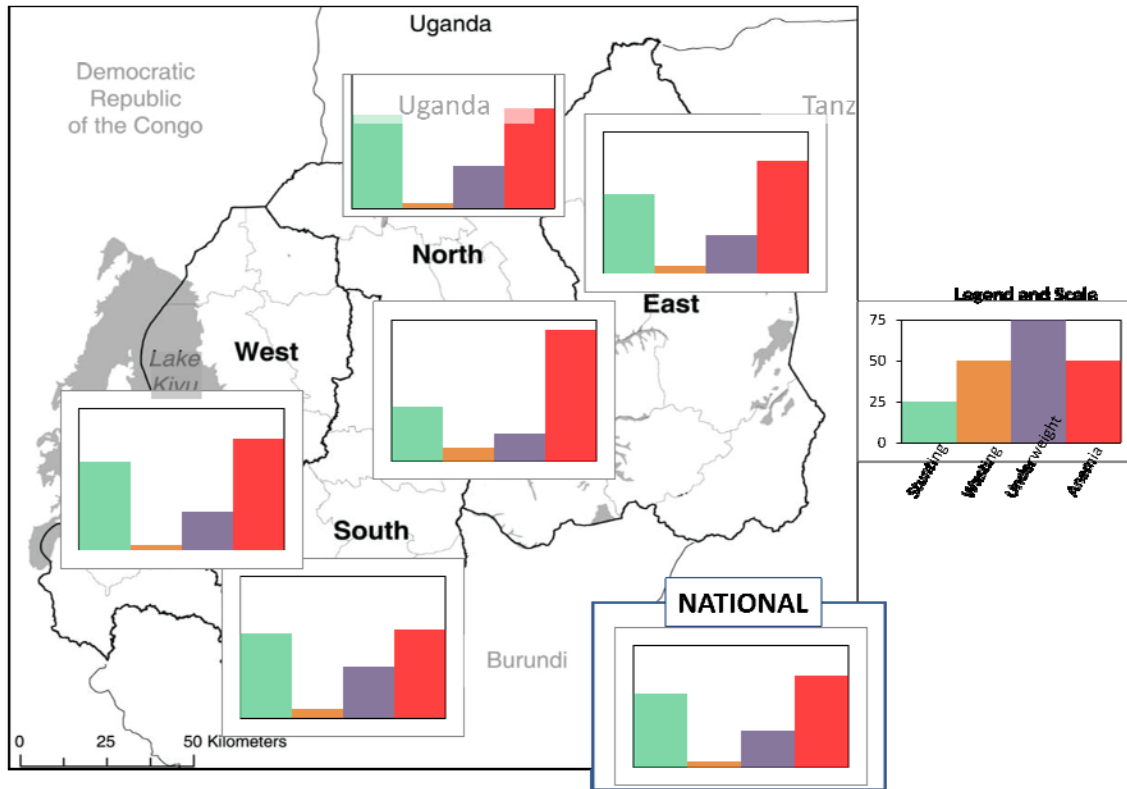 Uganda
Democratic
Republic
of the Congo
Uganda
Tanz
North
East
West
Lake
Kivu
South
Burundi
NATIONAL
0 25 50 Kilometers
Legend and Scale
75
50
25
0
Stunting
Wasting
Underweight
Anemia